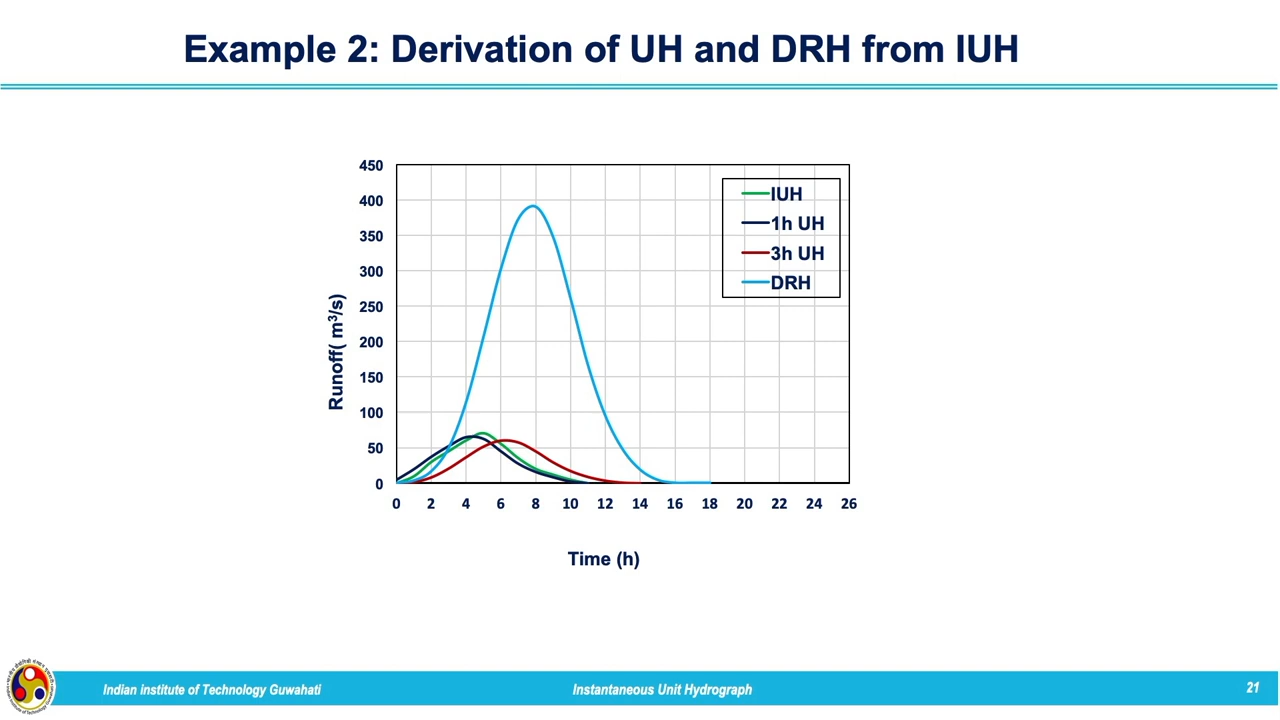 Example 2: Derivation of UH and DRH from IUH
450
400
350
300
250
200
150
100
50
0
Runoff( m³/s)
IUH
1h UH
3h UH
DRH
0 2 4 6 8 10 12 14 16 18 20 22 24 26
Time (h)
Indian institute of Technology Guwahati
Instantaneous Unit Hydrograph
21